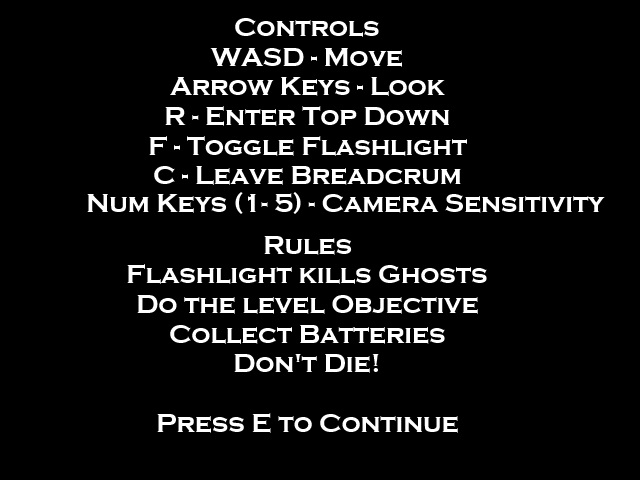 Controls
WASD - Move
Arrow Keys - Look
R - Enter Top Down
F - Toggle Flashlight
C - Leave Breadcrum
Num Keys (1- 5) - Camera Sensitivity
Rules
Flashlight kills Ghosts
Do the level Objective
Collect Batteries
Don't Die!
Press E to Continue